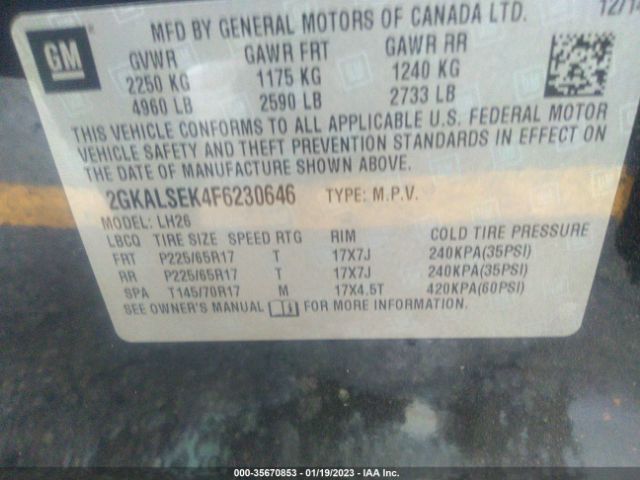 MFD BY GENERAL MOTORS OF CANADA LTD.
GM
GVWR GAWR FRT GAWR RR
2250 KG 1175 KG 1240 KG
4960 LB 2590 LB 2733 LB
THIS VEHICLE CONFORMS TO ALL APPLICABLE U.S. FEDERAL MOTOR
VEHICLE SAFETY AND THEFT PREVENTION STANDARDS IN EFFECT ON
THE DATE OF MANUFACTURE SHOWN ABOVE.
2GKALSEK4F6230646 TYPE: M.P.V.
MODEL: LH26
LBCQ TIRE SIZE SPEED RTG RIM COLD TIRE PRESSURE
FRT P225/65R17 T 17X7J 240KPA(35PSI)
RR P225/65R17 T 17X7J 240KPA(35PSI)
SPA T145/70R17 M 17X4.5T 420KPA(60PSI)
SEE OWNER'S MANUAL FOR MORE INFORMATION.
000-35670853 / 01/19/2023 / IAA Inc.